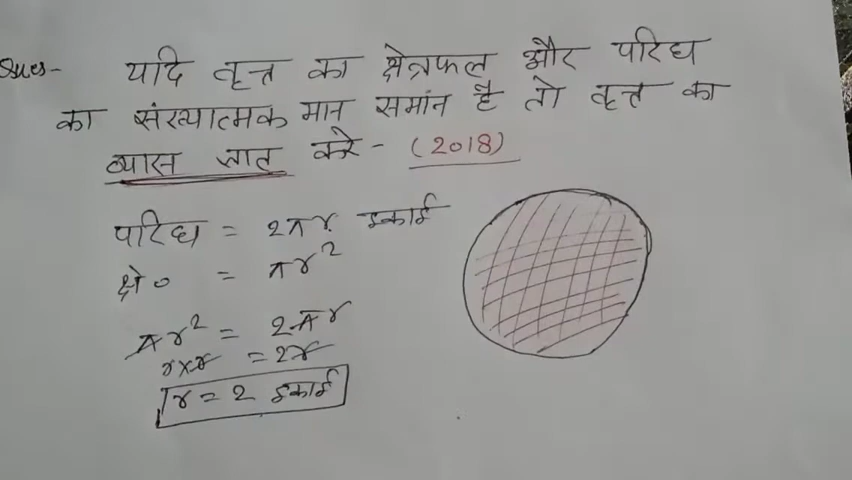 Ques- यदि वृत्त का क्षेत्रफल और परिध
का संख्यात्मक मान समांन है तो वृत्त का
व्यास ज्ञात करे- (2018)
परिध = 2πr इकाई
क्षे० = πr²
πr² = 2πr
r×r = 2r
r = 2 इकाई